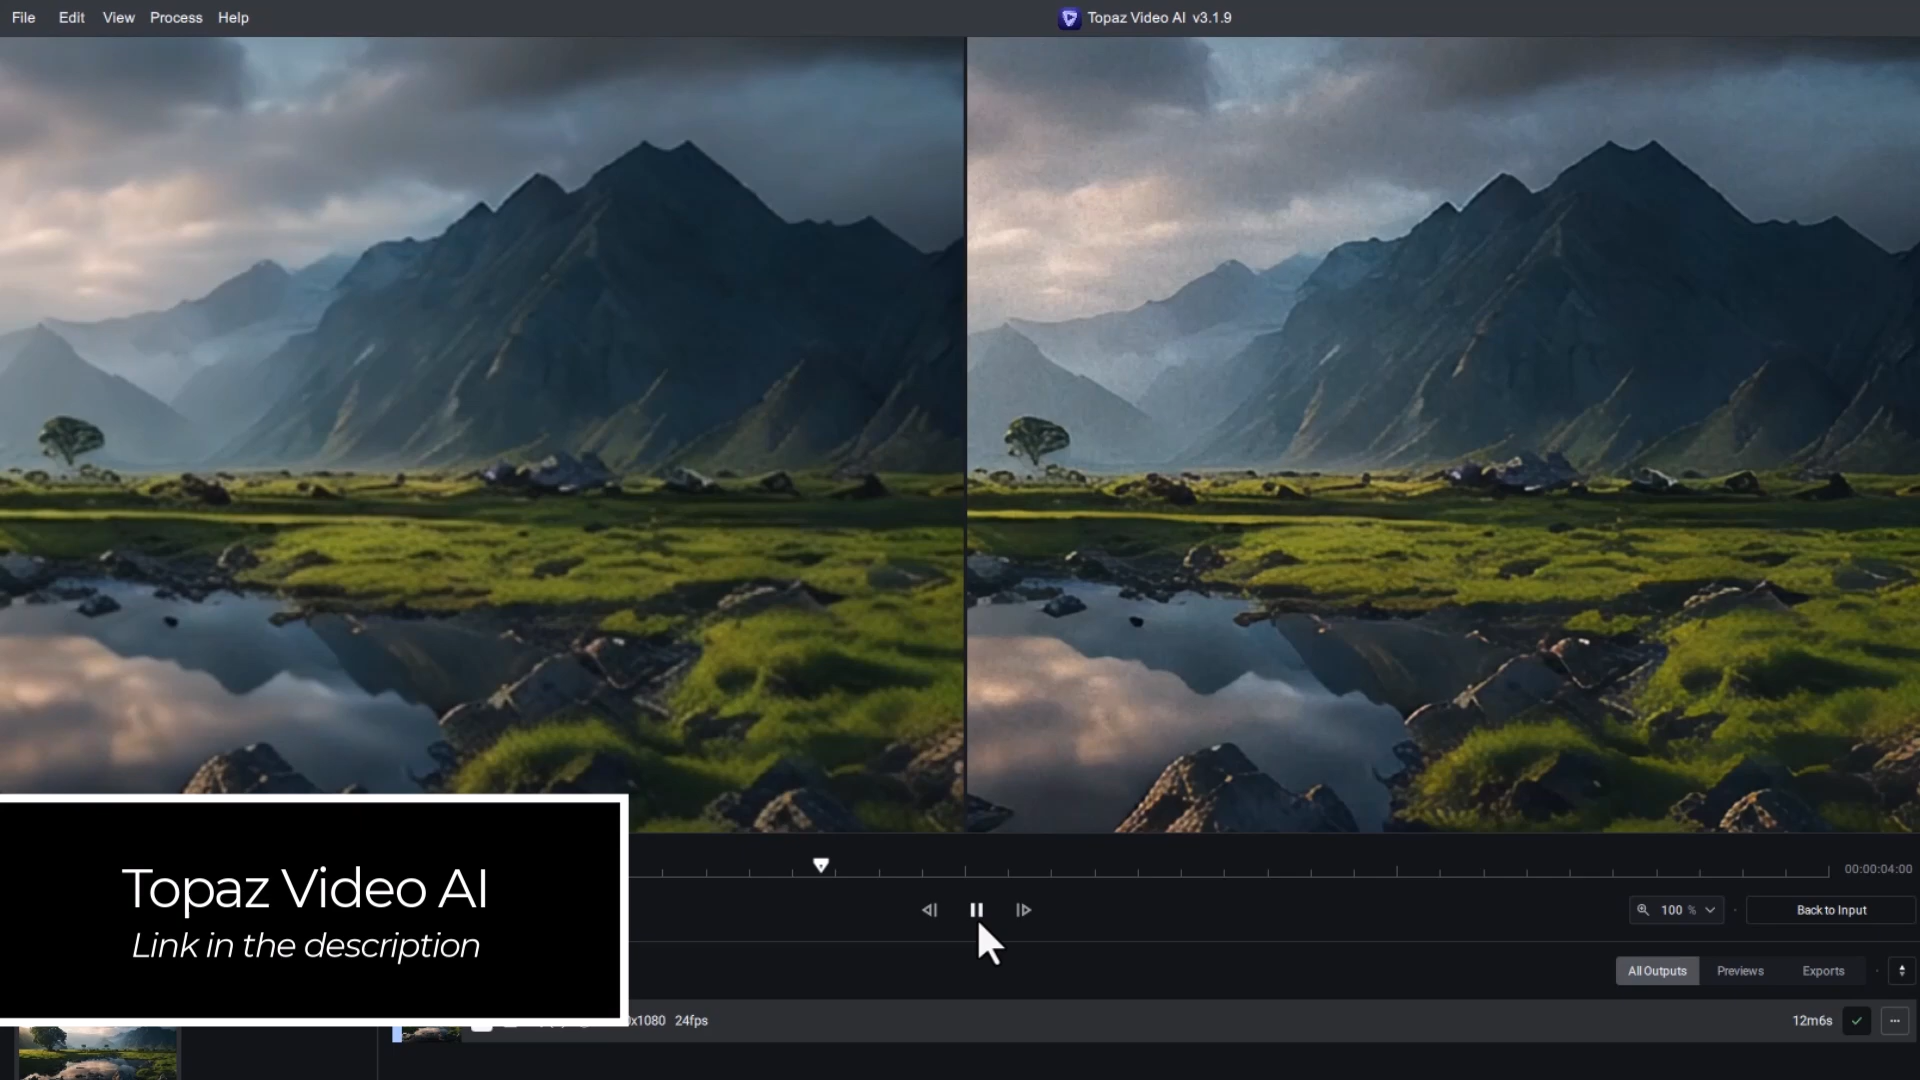 File Edit View Process Help
Topaz Video AI v3.1.9
00:00:04:00
100 %
Back to Input
Topaz Video AI
Link in the description
All Outputs Previews Exports
x1080 24fps
12m6s